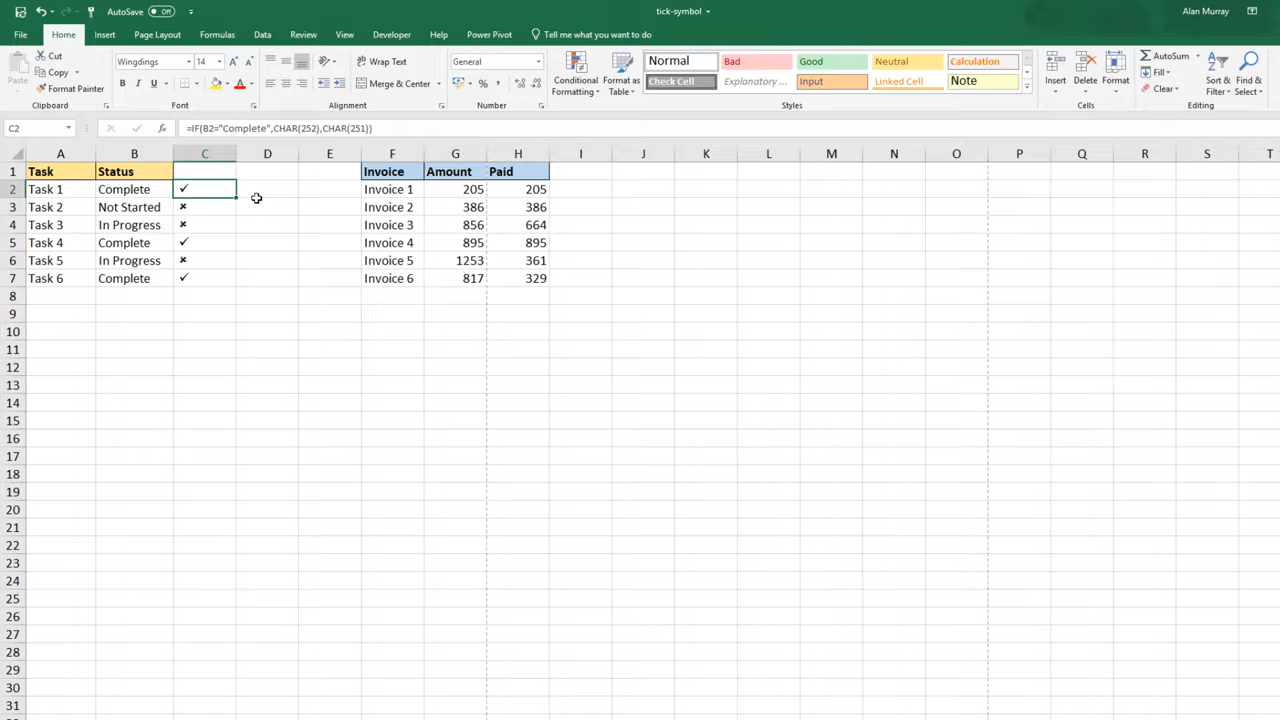 AutoSave Off
tick-symbol
Alan Murray
File Home Insert Page Layout Formulas Data Review View Developer Help Power Pivot Tell me what you want to do
Paste
Cut
Copy
Format Painter
Clipboard
Wingdings 14
B I U
Font
Wrap Text
Merge & Center
Alignment
General
Number
Conditional Formatting
Format as Table
Normal Bad Good Neutral Calculation
Check Cell Explanatory ... Input Linked Cell Note
Styles
Insert Delete Format
Cells
AutoSum
Fill
Clear
Sort & Filter
Find & Select
Editing
C2 =IF(B2="Complete",CHAR(252),CHAR(251))
A B C D E F G H I J K L M N O P Q R S T
1 Task Status Invoice Amount Paid
2 Task 1 Complete ✓ Invoice 1 205 205
3 Task 2 Not Started × Invoice 2 386 386
4 Task 3 In Progress × Invoice 3 856 664
5 Task 4 Complete ✓ Invoice 4 895 895
6 Task 5 In Progress × Invoice 5 1253 361
7 Task 6 Complete ✓ Invoice 6 817 329
8
9
10
11
12
13
14
15
16
17
18
19
20
21
22
23
24
25
26
27
28
29
30
31